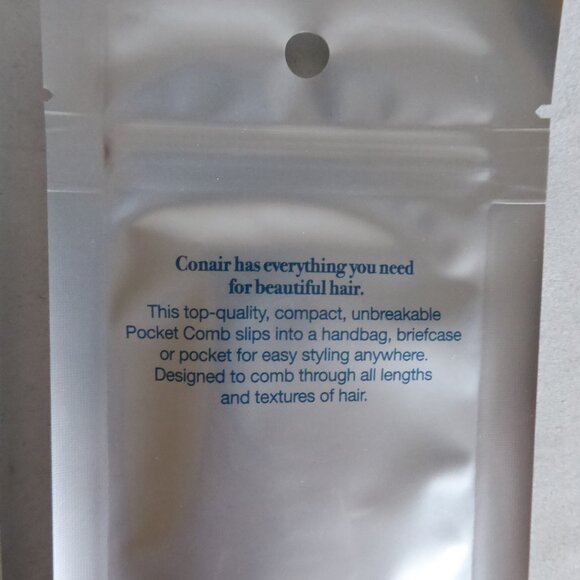 Conair has everything you need
for beautiful hair.
This top-quality, compact, unbreakable
Pocket Comb slips into a handbag, briefcase
or pocket for easy styling anywhere.
Designed to comb through all lengths
and textures of hair.